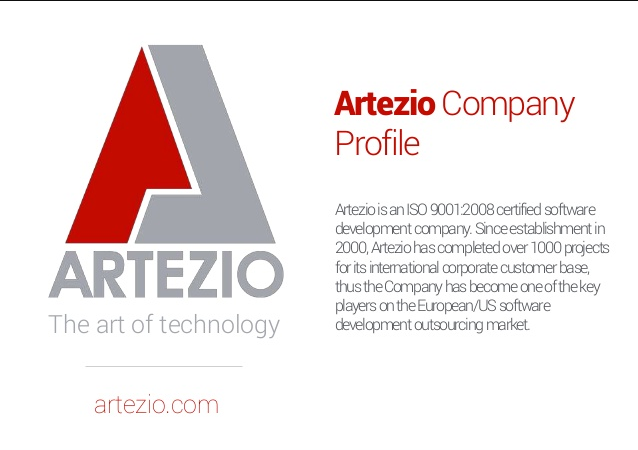 ARTEZIO
The art of technology
artezio.com
Artezio Company
Profile
Artezio is an ISO 9001:2008 certified software
development company. Since establishment in
2000, Artezio has completed over 1000 projects
for its international corporate customer base,
thus the Company has become one of the key
players on the European/US software
development outsourcing market.